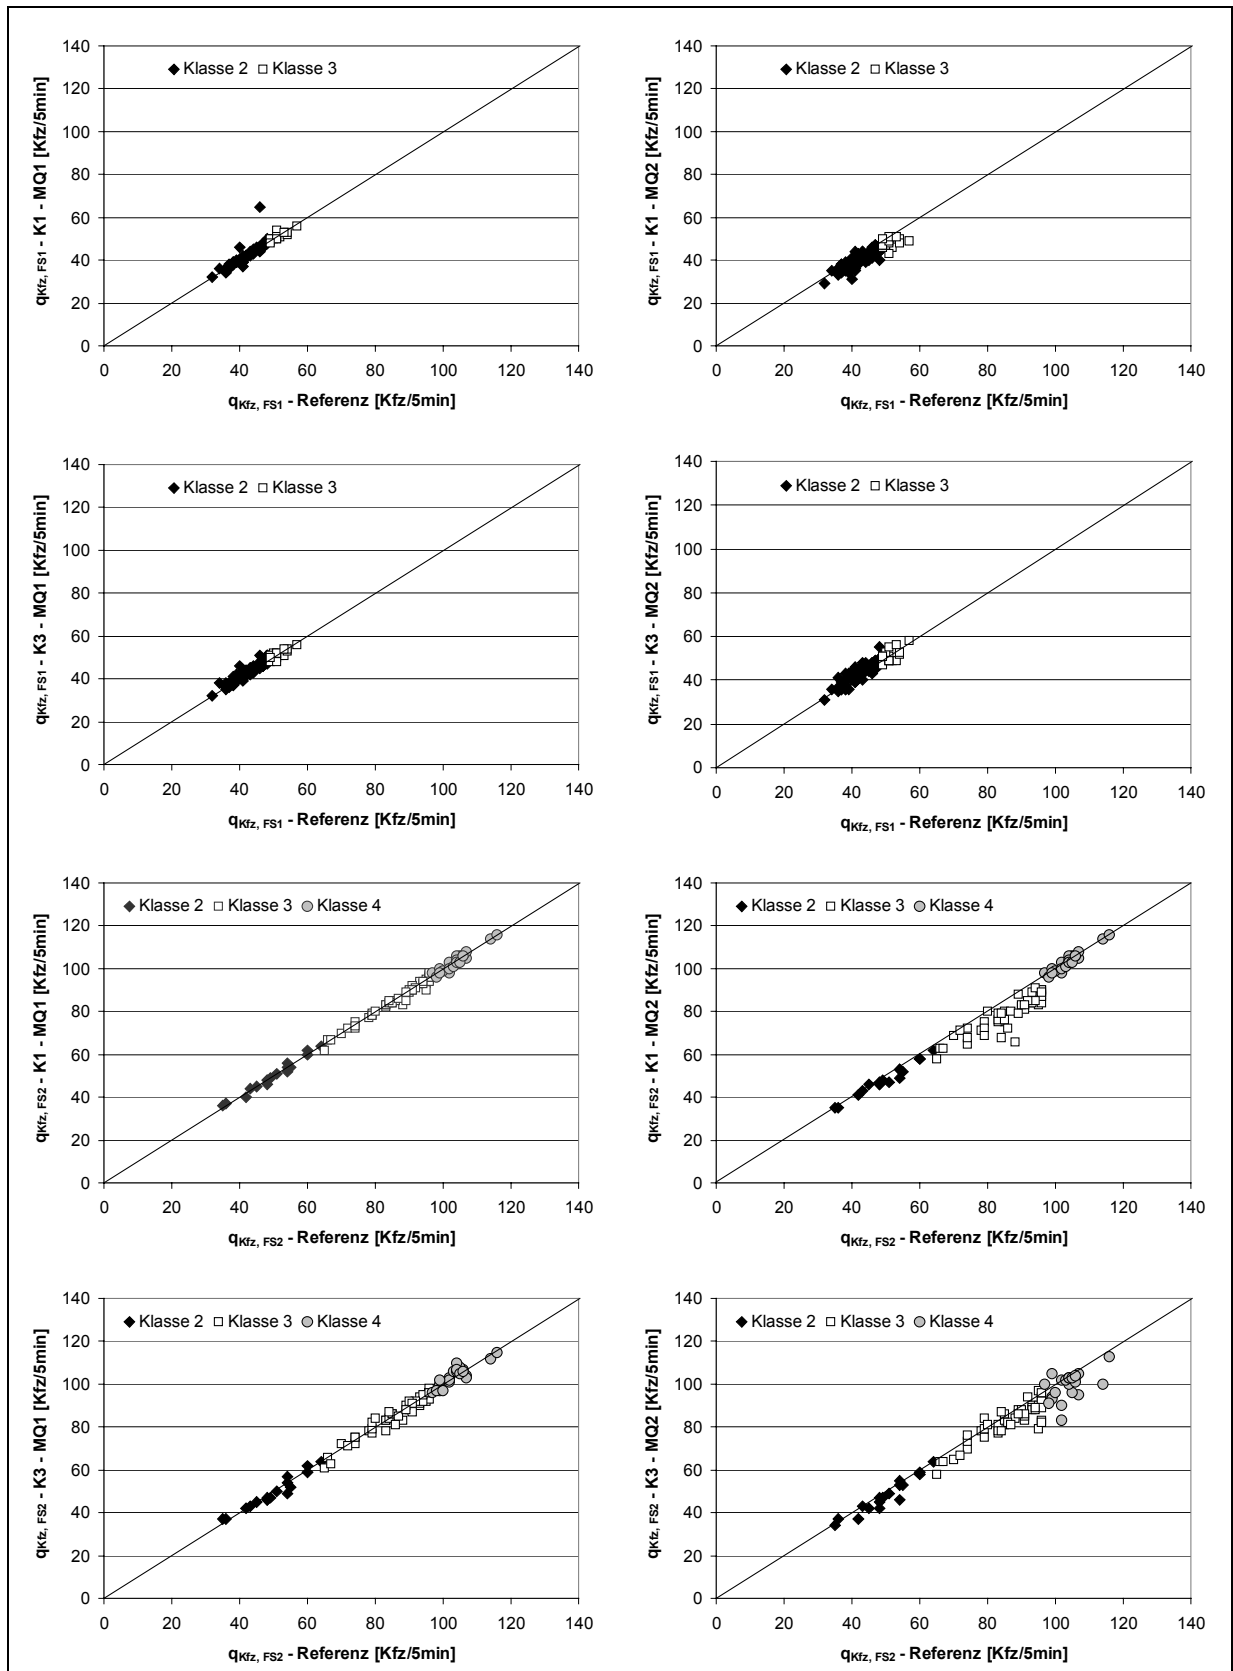 140
120
100
80
60
40
20
0
0 20 40 60 80 100 120 140
Klasse 2 Klasse 3
qKfz, FS1 - K1 - MQ1 [Kfz/5min]
qKfz, FS1 - Referenz [Kfz/5min]
140
120
100
80
60
40
20
0
0 20 40 60 80 100 120 140
Klasse 2 Klasse 3
qKfz, FS1 - K1 - MQ2 [Kfz/5min]
qKfz, FS1 - Referenz [Kfz/5min]
140
120
100
80
60
40
20
0
0 20 40 60 80 100 120 140
Klasse 2 Klasse 3
qKfz, FS1 - K3 - MQ1 [Kfz/5min]
qKfz, FS1 - Referenz [Kfz/5min]
140
120
100
80
60
40
20
0
0 20 40 60 80 100 120 140
Klasse 2 Klasse 3
qKfz, FS1 - K3 - MQ2 [Kfz/5min]
qKfz, FS1 - Referenz [Kfz/5min]
140
120
100
80
60
40
20
0
0 20 40 60 80 100 120 140
Klasse 2 Klasse 3 Klasse 4
qKfz, FS2 - K1 - MQ1 [Kfz/5min]
qKfz, FS2 - Referenz [Kfz/5min]
140
120
100
80
60
40
20
0
0 20 40 60 80 100 120 140
Klasse 2 Klasse 3 Klasse 4
qKfz, FS2 - K1 - MQ2 [Kfz/5min]
qKfz, FS2 - Referenz [Kfz/5min]
140
120
100
80
60
40
20
0
0 20 40 60 80 100 120 140
Klasse 2 Klasse 3 Klasse 4
qKfz, FS2 - K3 - MQ1 [Kfz/5min]
qKfz, FS2 - Referenz [Kfz/5min]
140
120
100
80
60
40
20
0
0 20 40 60 80 100 120 140
Klasse 2 Klasse 3 Klasse 4
qKfz, FS2 - K3 - MQ2 [Kfz/5min]
qKfz, FS2 - Referenz [Kfz/5min]